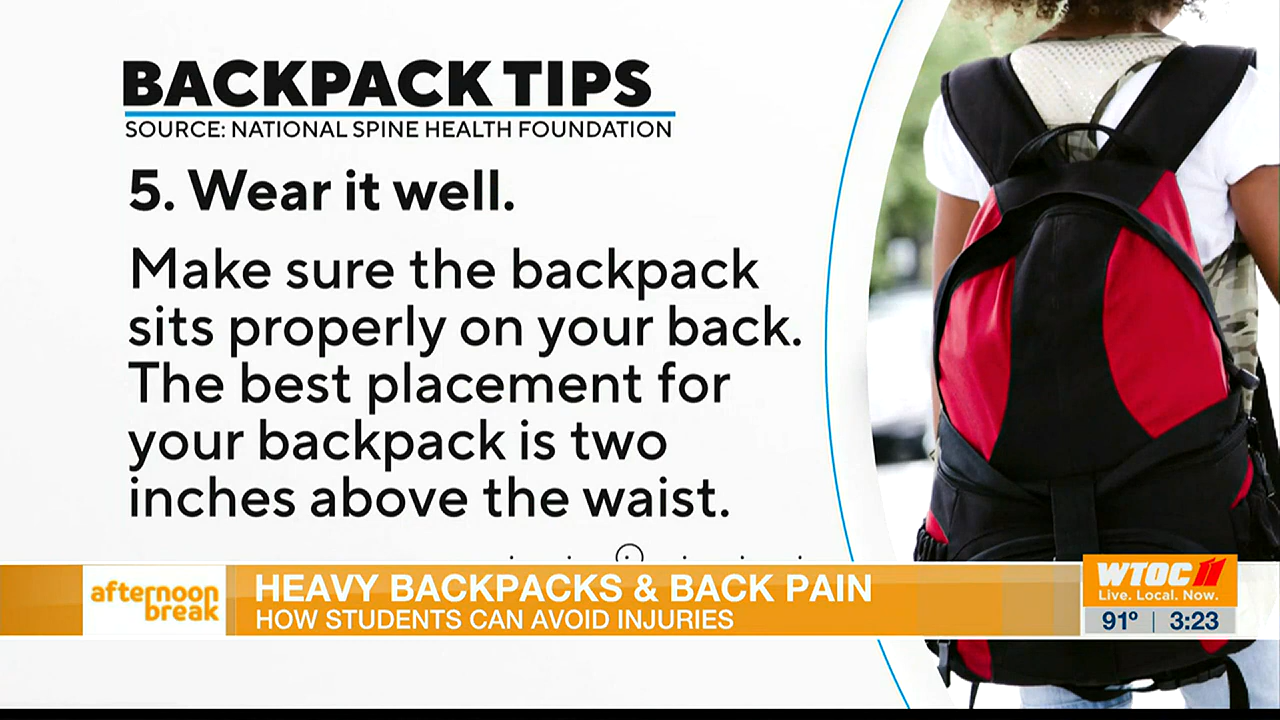 BACKPACK TIPS
SOURCE: NATIONAL SPINE HEALTH FOUNDATION
5. Wear it well.
Make sure the backpack
sits properly on your back.
The best placement for
your backpack is two
inches above the waist.
afternoon
break
HEAVY BACKPACKS & BACK PAIN
HOW STUDENTS CAN AVOID INJURIES
WTOC 11
Live. Local. Now.
91° | 3:23